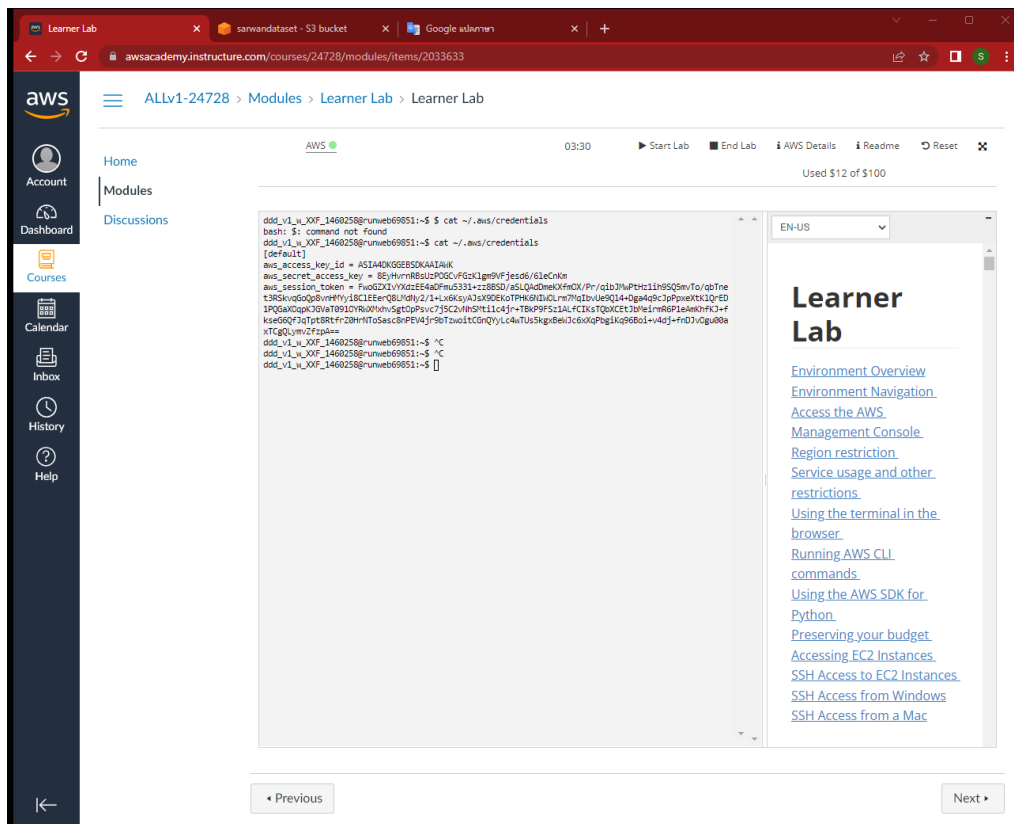 Learner Lab
sarwandataset - S3 bucket
Google แปลภาษา
awsacademy.instructure.com/courses/24728/modules/items/2033633
S
aws
ALLv1-24728 > Modules > Learner Lab > Learner Lab
Account
Dashboard
Courses
Calendar
Inbox
History
Help
Home
Modules
Discussions
AWS
03:30
Start Lab
End Lab
AWS Details
Readme
Reset
Used $12 of $100
ddd_v1_w_XXF_1460258@runweb69851:~$ $ cat ~/.aws/credentials
bash: $: command not found
ddd_v1_w_XXF_1460258@runweb69851:~$ cat ~/.aws/credentials
[default]
aws_access_key_id =
aws_secret_access_key =
aws_session_token =
ddd_v1_w_XXF_1460258@runweb69851:~$ ^C
ddd_v1_w_XXF_1460258@runweb69851:~$ ^C
ddd_v1_w_XXF_1460258@runweb69851:~$
EN-US
Learner
Lab
Environment Overview
Environment Navigation
Access the AWS
Management Console
Region restriction
Service usage and other
restrictions
Using the terminal in the
browser
Running AWS CLI
commands
Using the AWS SDK for
Python
Preserving your budget
Accessing EC2 Instances
SSH Access to EC2 Instances
SSH Access from Windows
SSH Access from a Mac
Previous
Next